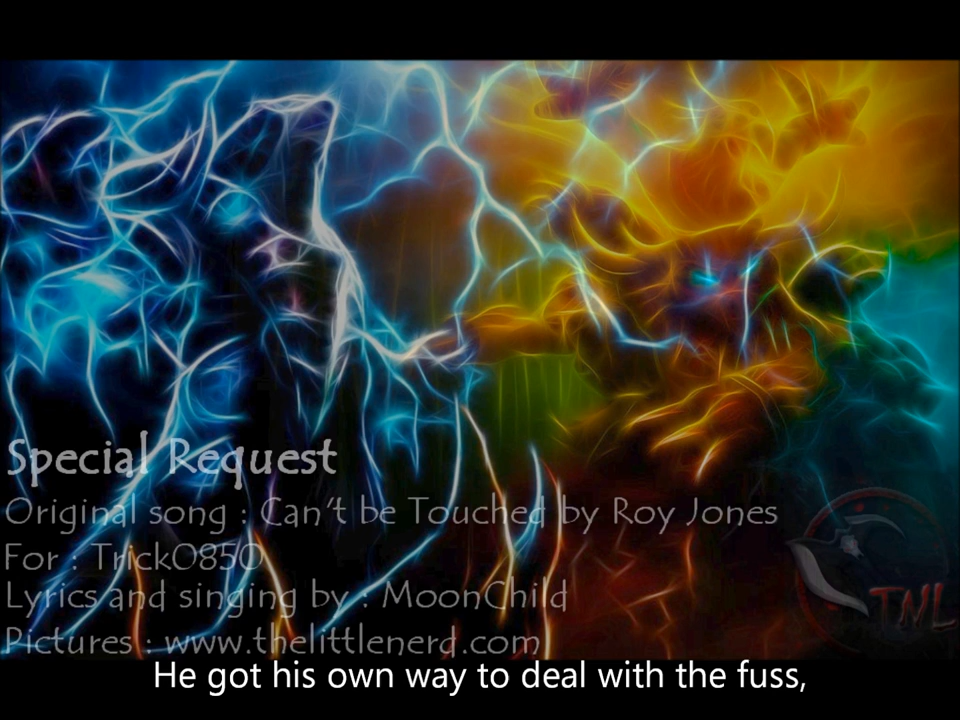 Special Request
Original song : Can't be Touched by Roy Jones
For : Trick0850
Lyrics and singing by : MoonChild
Pictures : www.thelittlenerd.com
TNL
He got his own way to deal with the fuss,